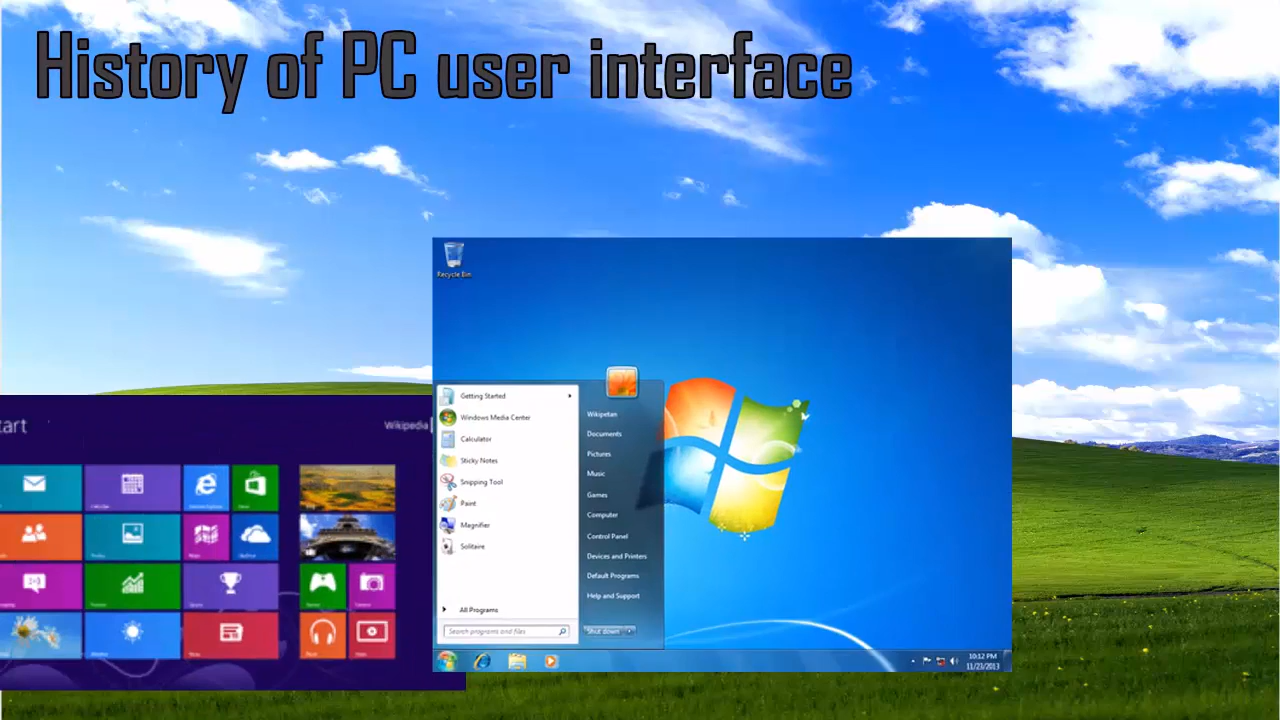 History of PC user interface
Recycle Bin
Getting Started
Windows Media Center
Calculator
Sticky Notes
Snipping Tool
Paint
Magnifier
Solitaire
All Programs
Search programs and files
Wikipetan
Documents
Pictures
Music
Games
Computer
Control Panel
Devices and Printers
Default Programs
Help and Support
Shut down
10:12 PM
11/23/2013
tart
Wikipedia